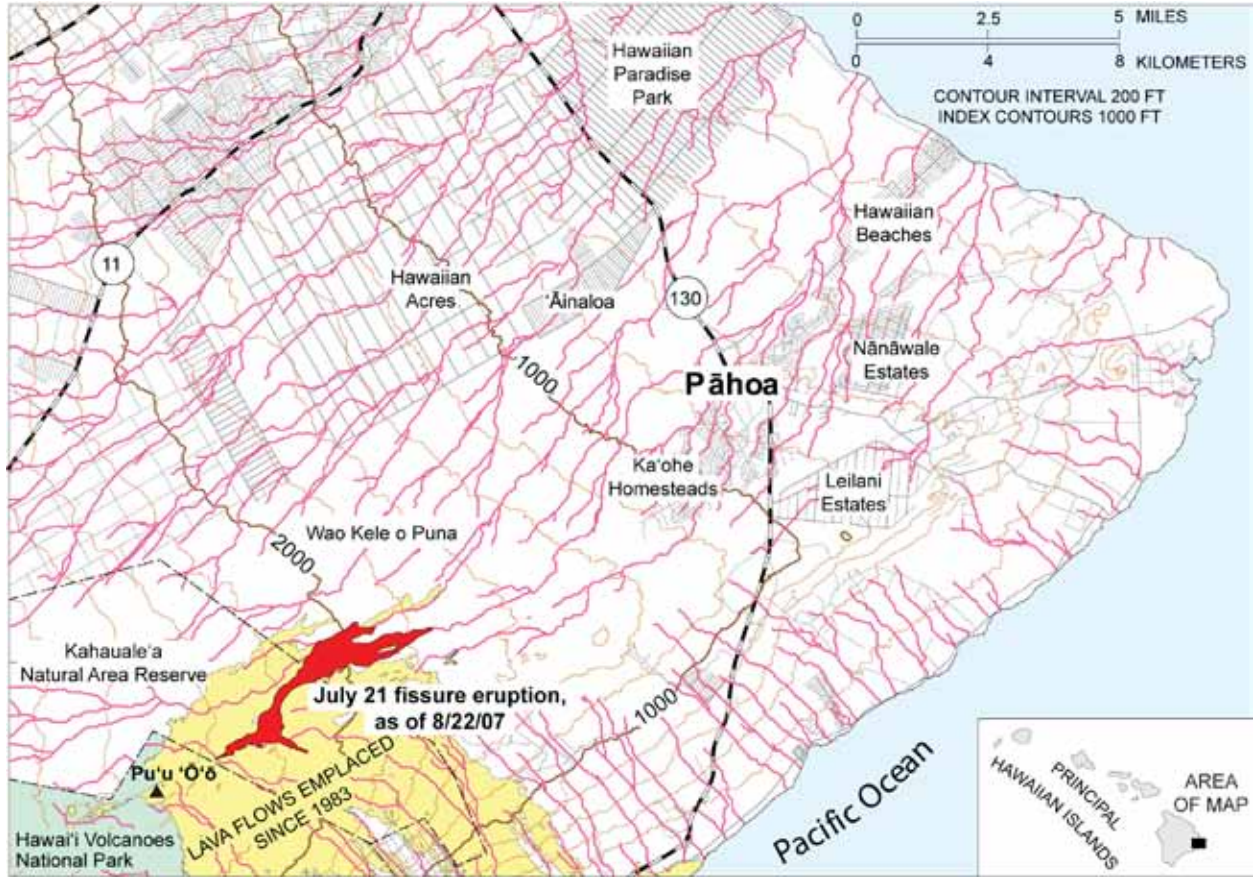 0 2.5 5 MILES
0 4 8 KILOMETERS
CONTOUR INTERVAL 200 FT
INDEX CONTOURS 1000 FT
Hawaiian
Paradise
Park
Hawaiian
Beaches
11
Hawaiian
Acres
ʻĀinaloa
130
Nānāwale
Estates
1000
Pāhoa
Kaʻohe
Homesteads
Leilani
Estates
Wao Kele o Puna
2000
Kahaualeʻa
Natural Area Reserve
July 21 fissure eruption,
as of 8/22/07
1000
Puʻu ʻŌʻō
LAVA FLOWS EMPLACED
SINCE 1983
Hawaiʻi Volcanoes
National Park
Pacific Ocean
PRINCIPAL
HAWAIIAN ISLANDS
AREA
OF MAP